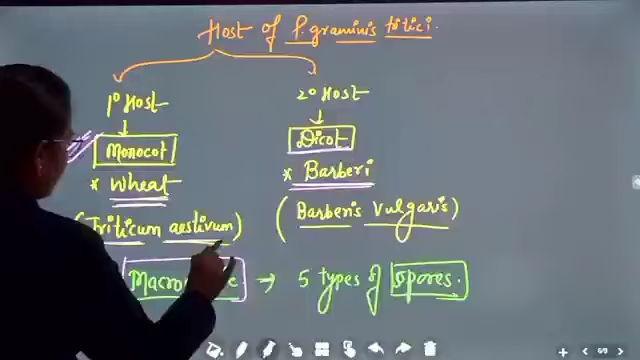 Host of P. graminis tritici.
1° Host
2° Host
Monocot
Dicot
* Wheat
* Barberi
(Triticum aestivum)
(Barberis Vulgaris)
→ 5 types of spores.